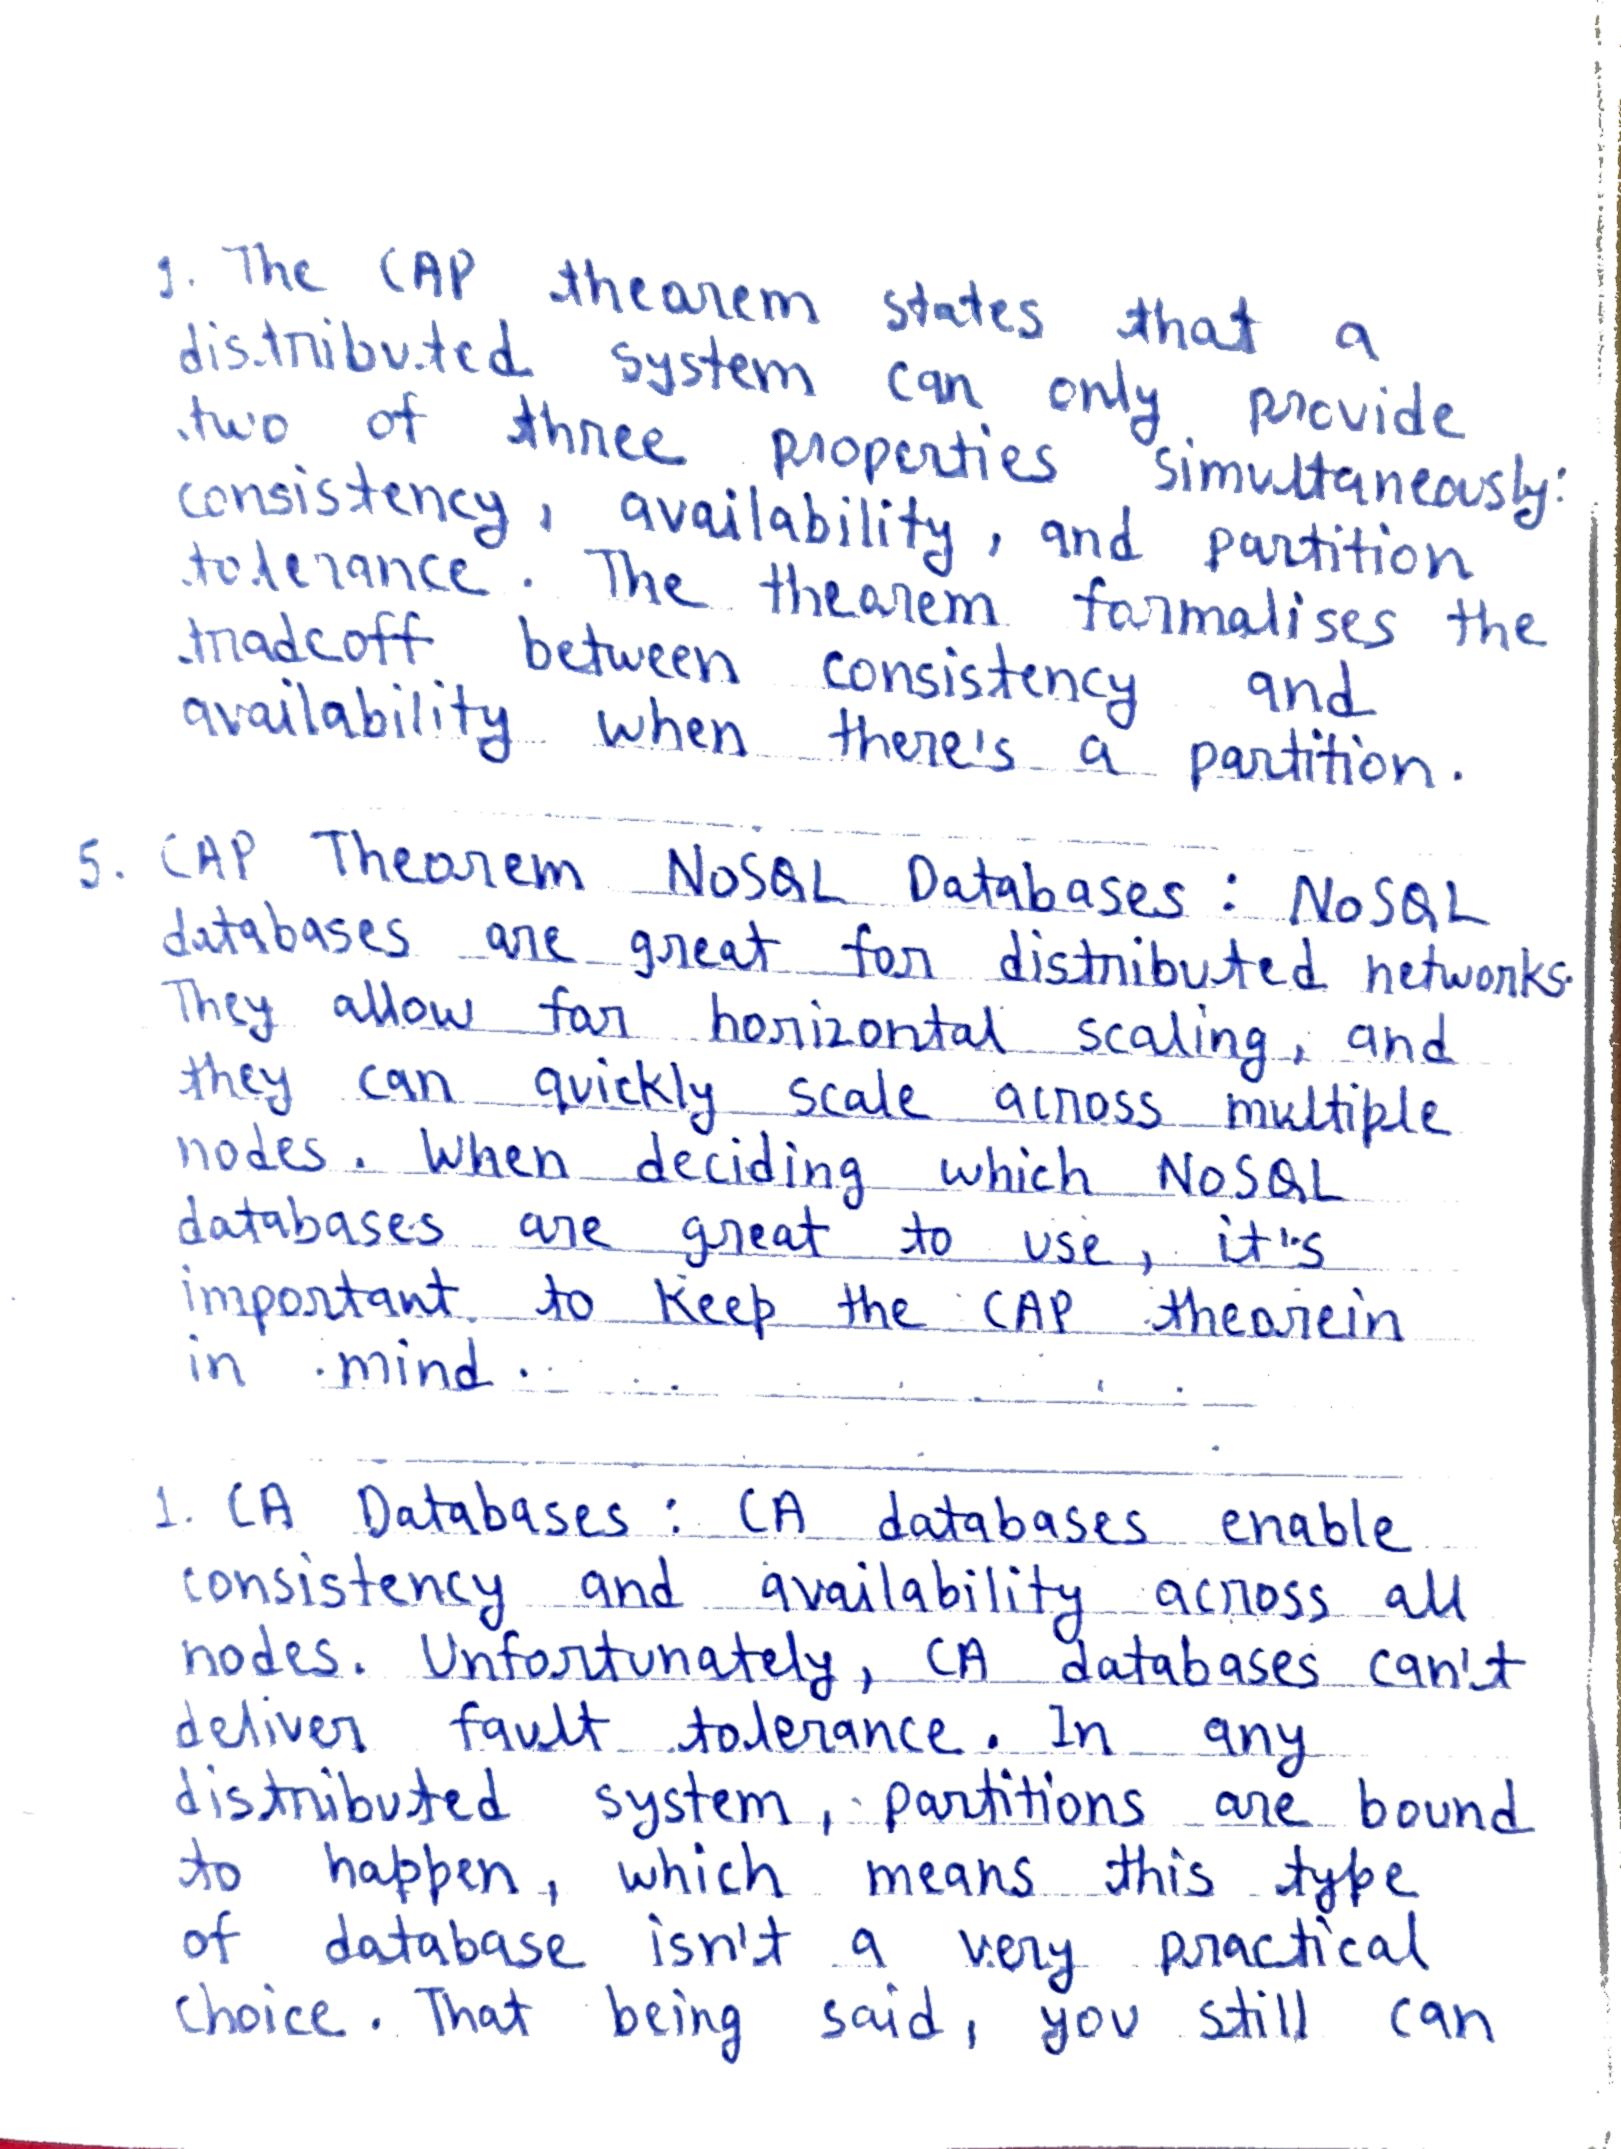 1. The CAP thearem states that a
distributed system can only provide
two of three properties simultaneously:
consistency, availability, and partition
tolerance. The thearem formalises the
tradeoff between consistency and
availability when there's a partition.
5. CAP Thearem NoSQL Databases : NoSQL
databases are great for distributed networks.
They allow for horizontal scaling, and
they can quickly scale across multiple
nodes. When deciding which NoSQL
databases are great to use, it's
important to keep the CAP thearein
in mind.
1. CA Databases : CA databases enable
consistency and availability across all
nodes. Unfortunately, CA databases can't
deliver fault tolerance. In any
distributed system, partitions are bound
to happen, which means this type
of database isn't a very practical
choice. That being said, you still can